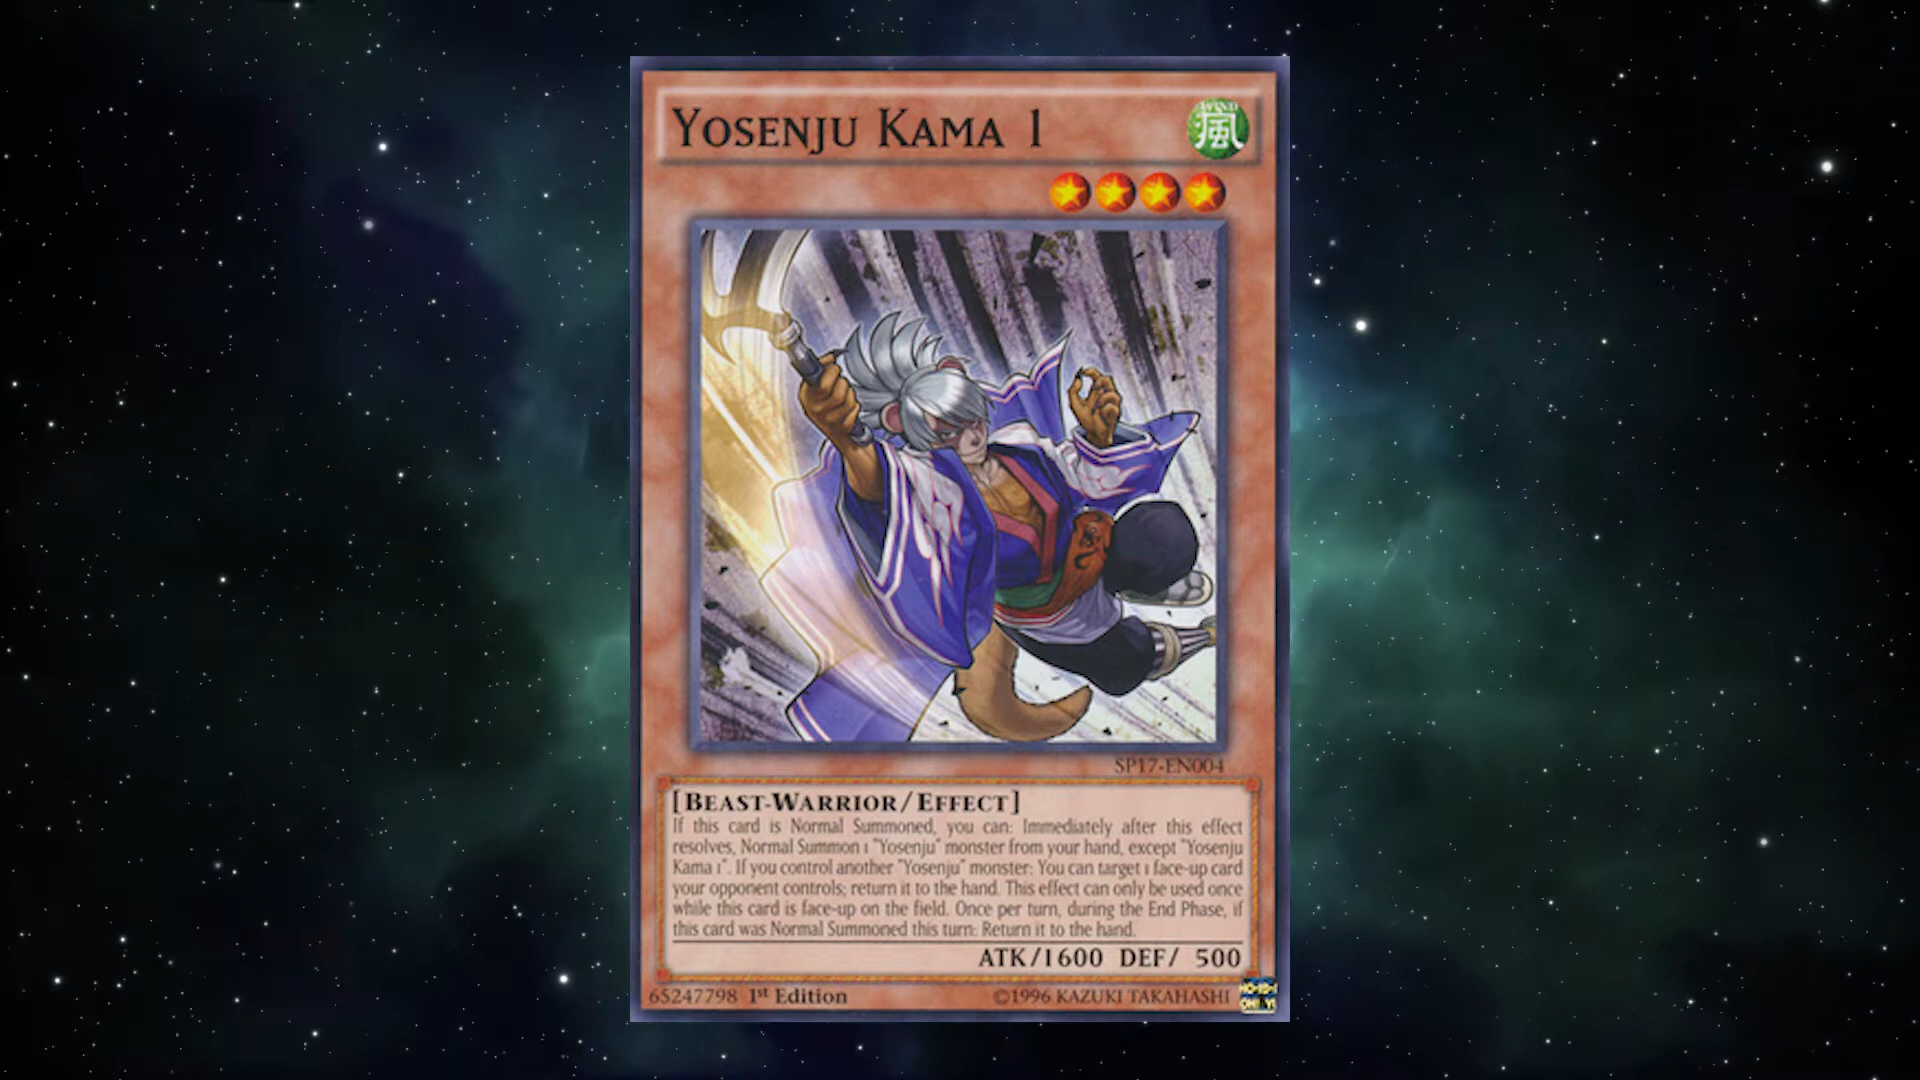 YOSENJU KAMA 1
WIND
風
SP17-EN004
[BEAST-WARRIOR/EFFECT]
If this card is Normal Summoned, you can: Immediately after this effect
resolves, Normal Summon 1 "Yosenju" monster from your hand, except "Yosenju
Kama 1". If you control another "Yosenju" monster: You can target 1 face-up card
your opponent controls; return it to the hand. This effect can only be used once
while this card is face-up on the field. Once per turn, during the End Phase, if
this card was Normal Summoned this turn: Return it to the hand.
ATK/1600 DEF/ 500
65247798 1st Edition ©1996 KAZUKI TAKAHASHI